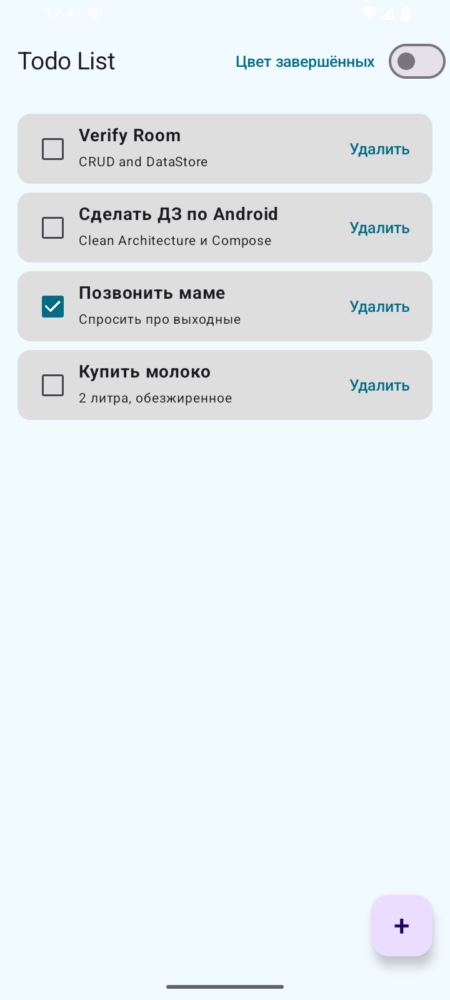 12:41
Todo List
Цвет завершённых
Verify Room
CRUD and DataStore
Удалить
Сделать ДЗ по Android
Clean Architecture и Compose
Удалить
Позвонить маме
Спросить про выходные
Удалить
Купить молоко
2 литра, обезжиренное
Удалить
+